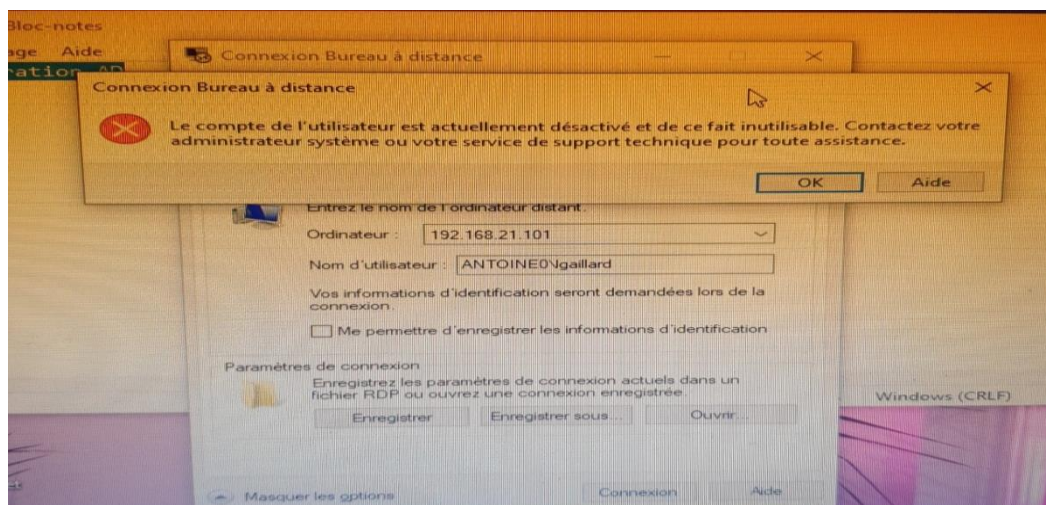 Bloc-notes
age Aide
ation AD
Connexion Bureau à distance
Connexion Bureau à distance
Le compte de l'utilisateur est actuellement désactivé et de ce fait inutilisable. Contactez votre
administrateur système ou votre service de support technique pour toute assistance.
OK Aide
Entrez le nom de l'ordinateur distant.
Ordinateur : 192.168.21.101
Nom d'utilisateur : ANTOINE0\lgaillard
Vos informations d'identification seront demandées lors de la
connexion.
Me permettre d'enregistrer les informations d'identification
Paramètres de connexion
Enregistrez les paramètres de connexion actuels dans un
fichier RDP ou ouvrez une connexion enregistrée.
Windows (CRLF)
Enregistrer Enregistrer sous... Ouvrir...
Masquer les options Connexion Aide